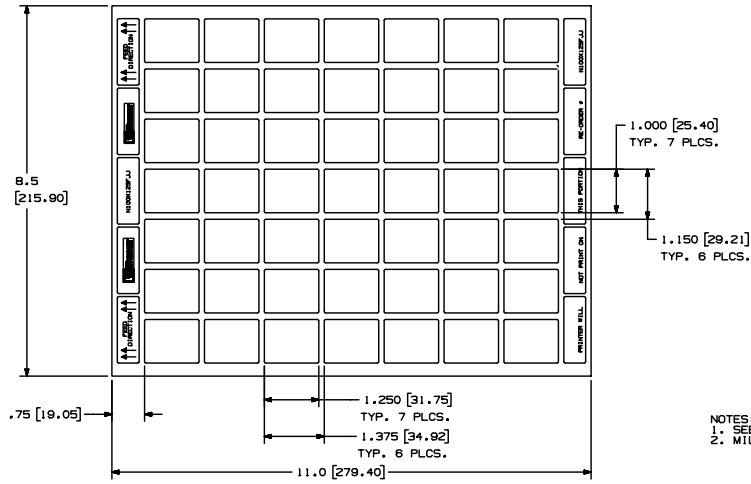 FEED DIRECTION
N100X125FJJ
FEED DIRECTION
N100X125FJJ
RE-ORDER #
THIS PORTION
NOT PRINT ON
PRINTER WILL
8.5
[215.90]
1.000 [25.40]
TYP. 7 PLCS.
1.150 [29.21]
TYP. 6 PLCS.
.75 [19.05]
1.250 [31.75]
TYP. 7 PLCS.
1.375 [34.92]
TYP. 6 PLCS.
11.0 [279.40]
NOTES:
1. SEE
2. MIL